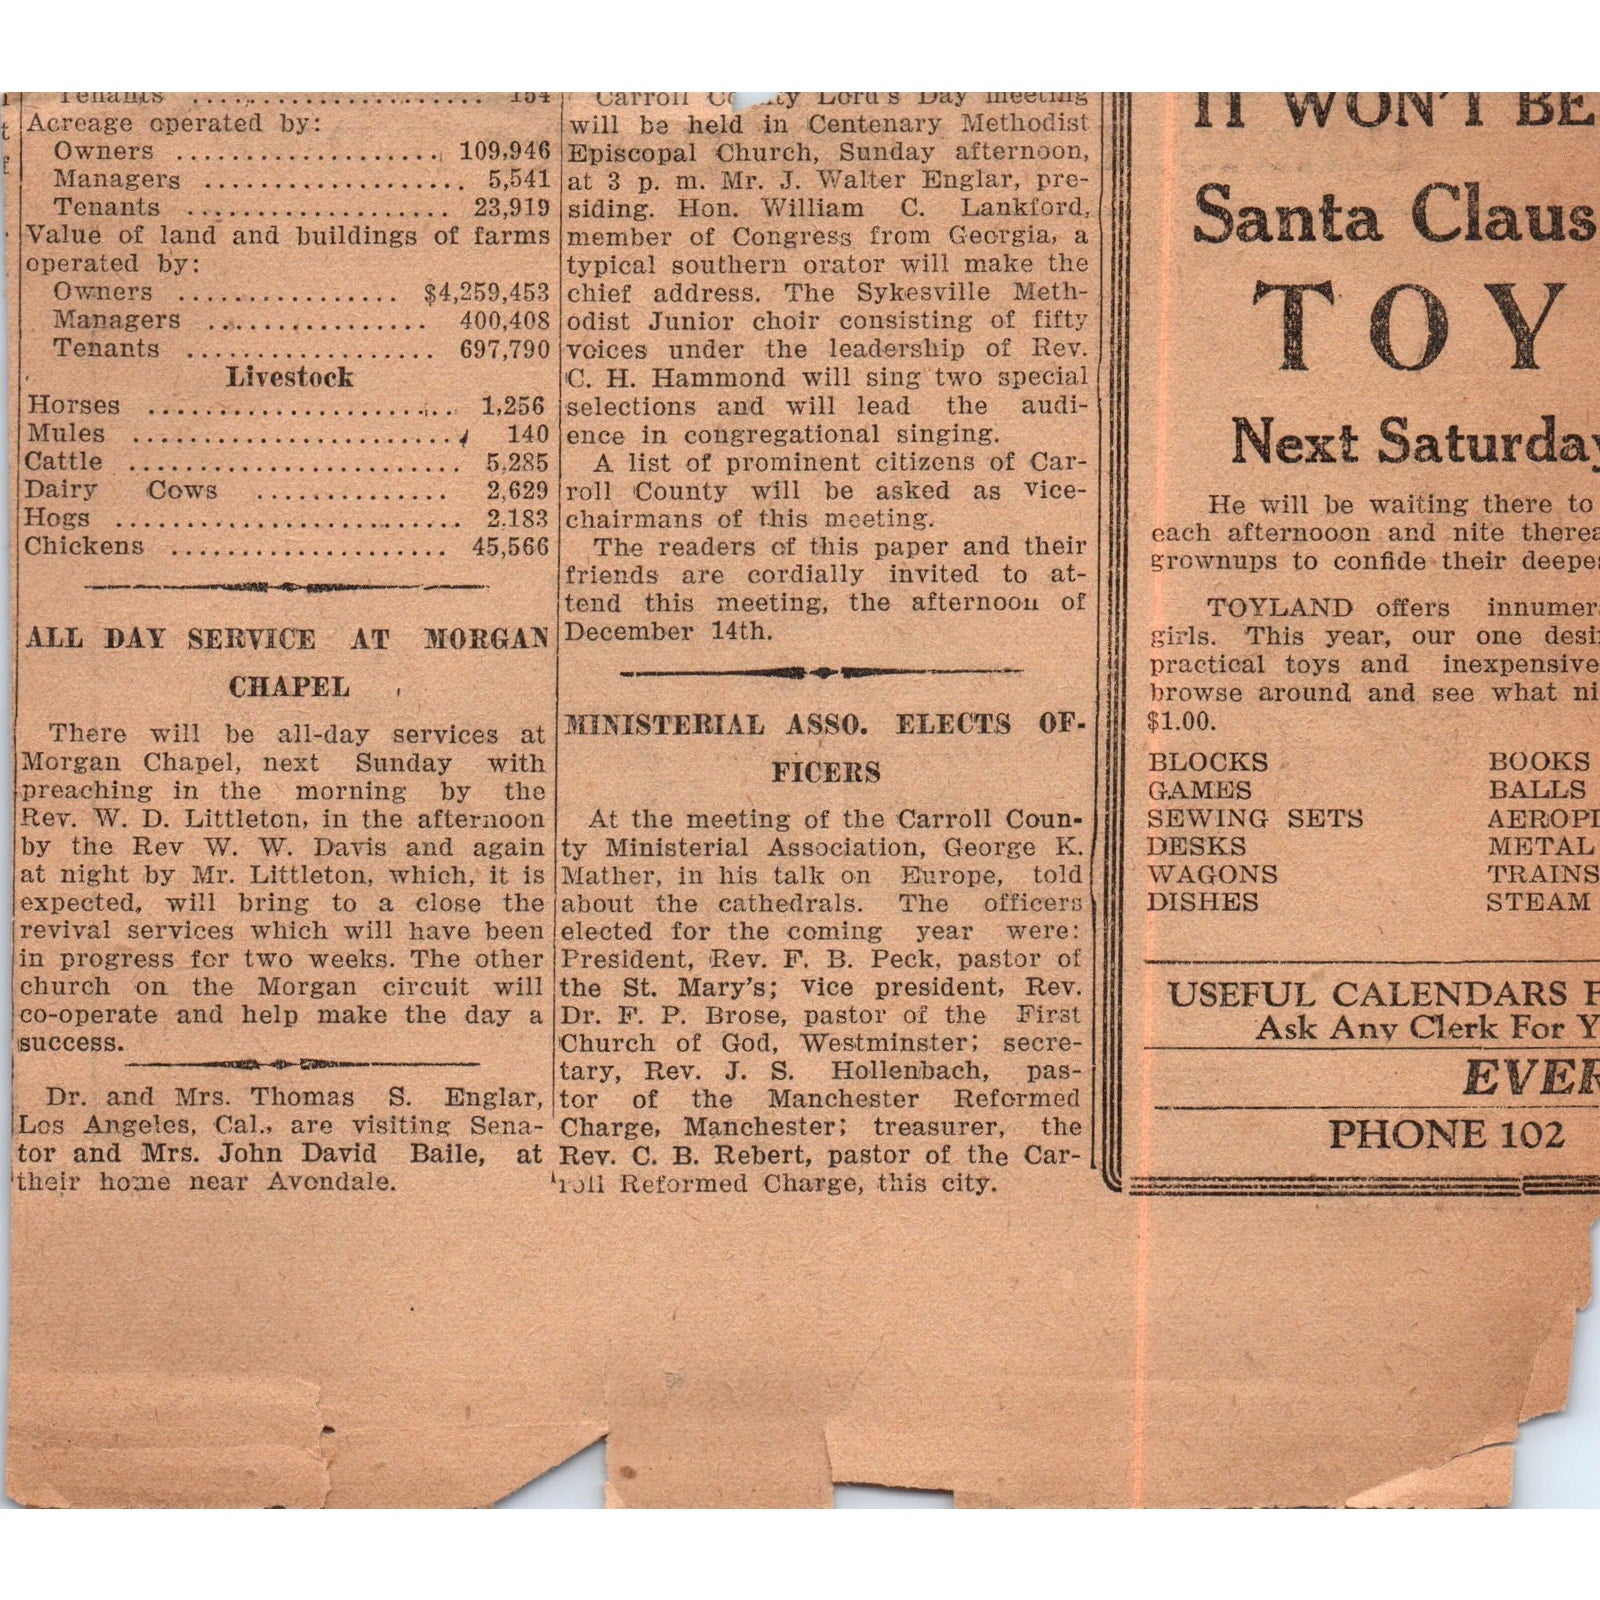 Tenants 154
Acreage operated by:
Owners .................... 109,946
Managers .................... 5,541
Tenants .................... 23,919
Value of land and buildings of farms
operated by:
Owners ................. $4,259,453
Managers ................. 400,408
Tenants ................... 697,790
Livestock
Horses ........................ 1,256
Mules ......................... 140
Cattle ........................ 5,285
Dairy Cows ............... 2,629
Hogs ......................... 2,183
Chickens .................... 45,566
ALL DAY SERVICE AT MORGAN
CHAPEL
There will be all-day services at
Morgan Chapel, next Sunday with
preaching in the morning by the
Rev. W. D. Littleton, in the afternoon
by the Rev W. W. Davis and again
at night by Mr. Littleton, which, it is
expected, will bring to a close the
revival services which will have been
in progress for two weeks. The other
church on the Morgan circuit will
co-operate and help make the day a
success.
Dr. and Mrs. Thomas S. Englar,
Los Angeles, Cal., are visiting Sena-
tor and Mrs. John David Baile, at
their home near Avondale.
Carroll Lord's Day meeting
will be held in Centenary Methodist
Episcopal Church, Sunday afternoon,
at 3 p. m. Mr. J. Walter Englar, pre-
siding. Hon. William C. Lankford,
member of Congress from Georgia, a
typical southern orator will make the
chief address. The Sykesville Meth-
odist Junior choir consisting of fifty
voices under the leadership of Rev.
C. H. Hammond will sing two special
selections and will lead the audi-
ence in congregational singing.
A list of prominent citizens of Car-
roll County will be asked as vice-
chairmans of this meeting.
The readers of this paper and their
friends are cordially invited to at-
tend this meeting, the afternoon of
December 14th.
MINISTERIAL ASSO. ELECTS OF-
FICERS
At the meeting of the Carroll Coun-
ty Ministerial Association, George K.
Mather, in his talk on Europe, told
about the cathedrals. The officers
elected for the coming year were:
President, Rev. F. B. Peck, pastor of
the St. Mary's; vice president, Rev.
Dr. F. P. Brose, pastor of the First
Church of God, Westminster; secre-
tary, Rev. J. S. Hollenbach, pas-
tor of the Manchester Reformed
Charge, Manchester; treasurer, the
Rev. C. B. Rebert, pastor of the Car-
roll Reformed Charge, this city.
IT WON'T BE
Santa Claus
TOY
Next Saturday
He will be waiting there to
each afternooon and nite therea
grownups to confide their deepes
TOYLAND offers innumer
girls. This year, our one desi
practical toys and inexpensive
browse around and see what ni
$1.00.
BLOCKS
GAMES
SEWING SETS
DESKS
WAGONS
DISHES
BOOKS
BALLS
AEROPL
METAL
TRAINS
STEAM
USEFUL CALENDARS F
Ask Any Clerk For Y
EVER
PHONE 102